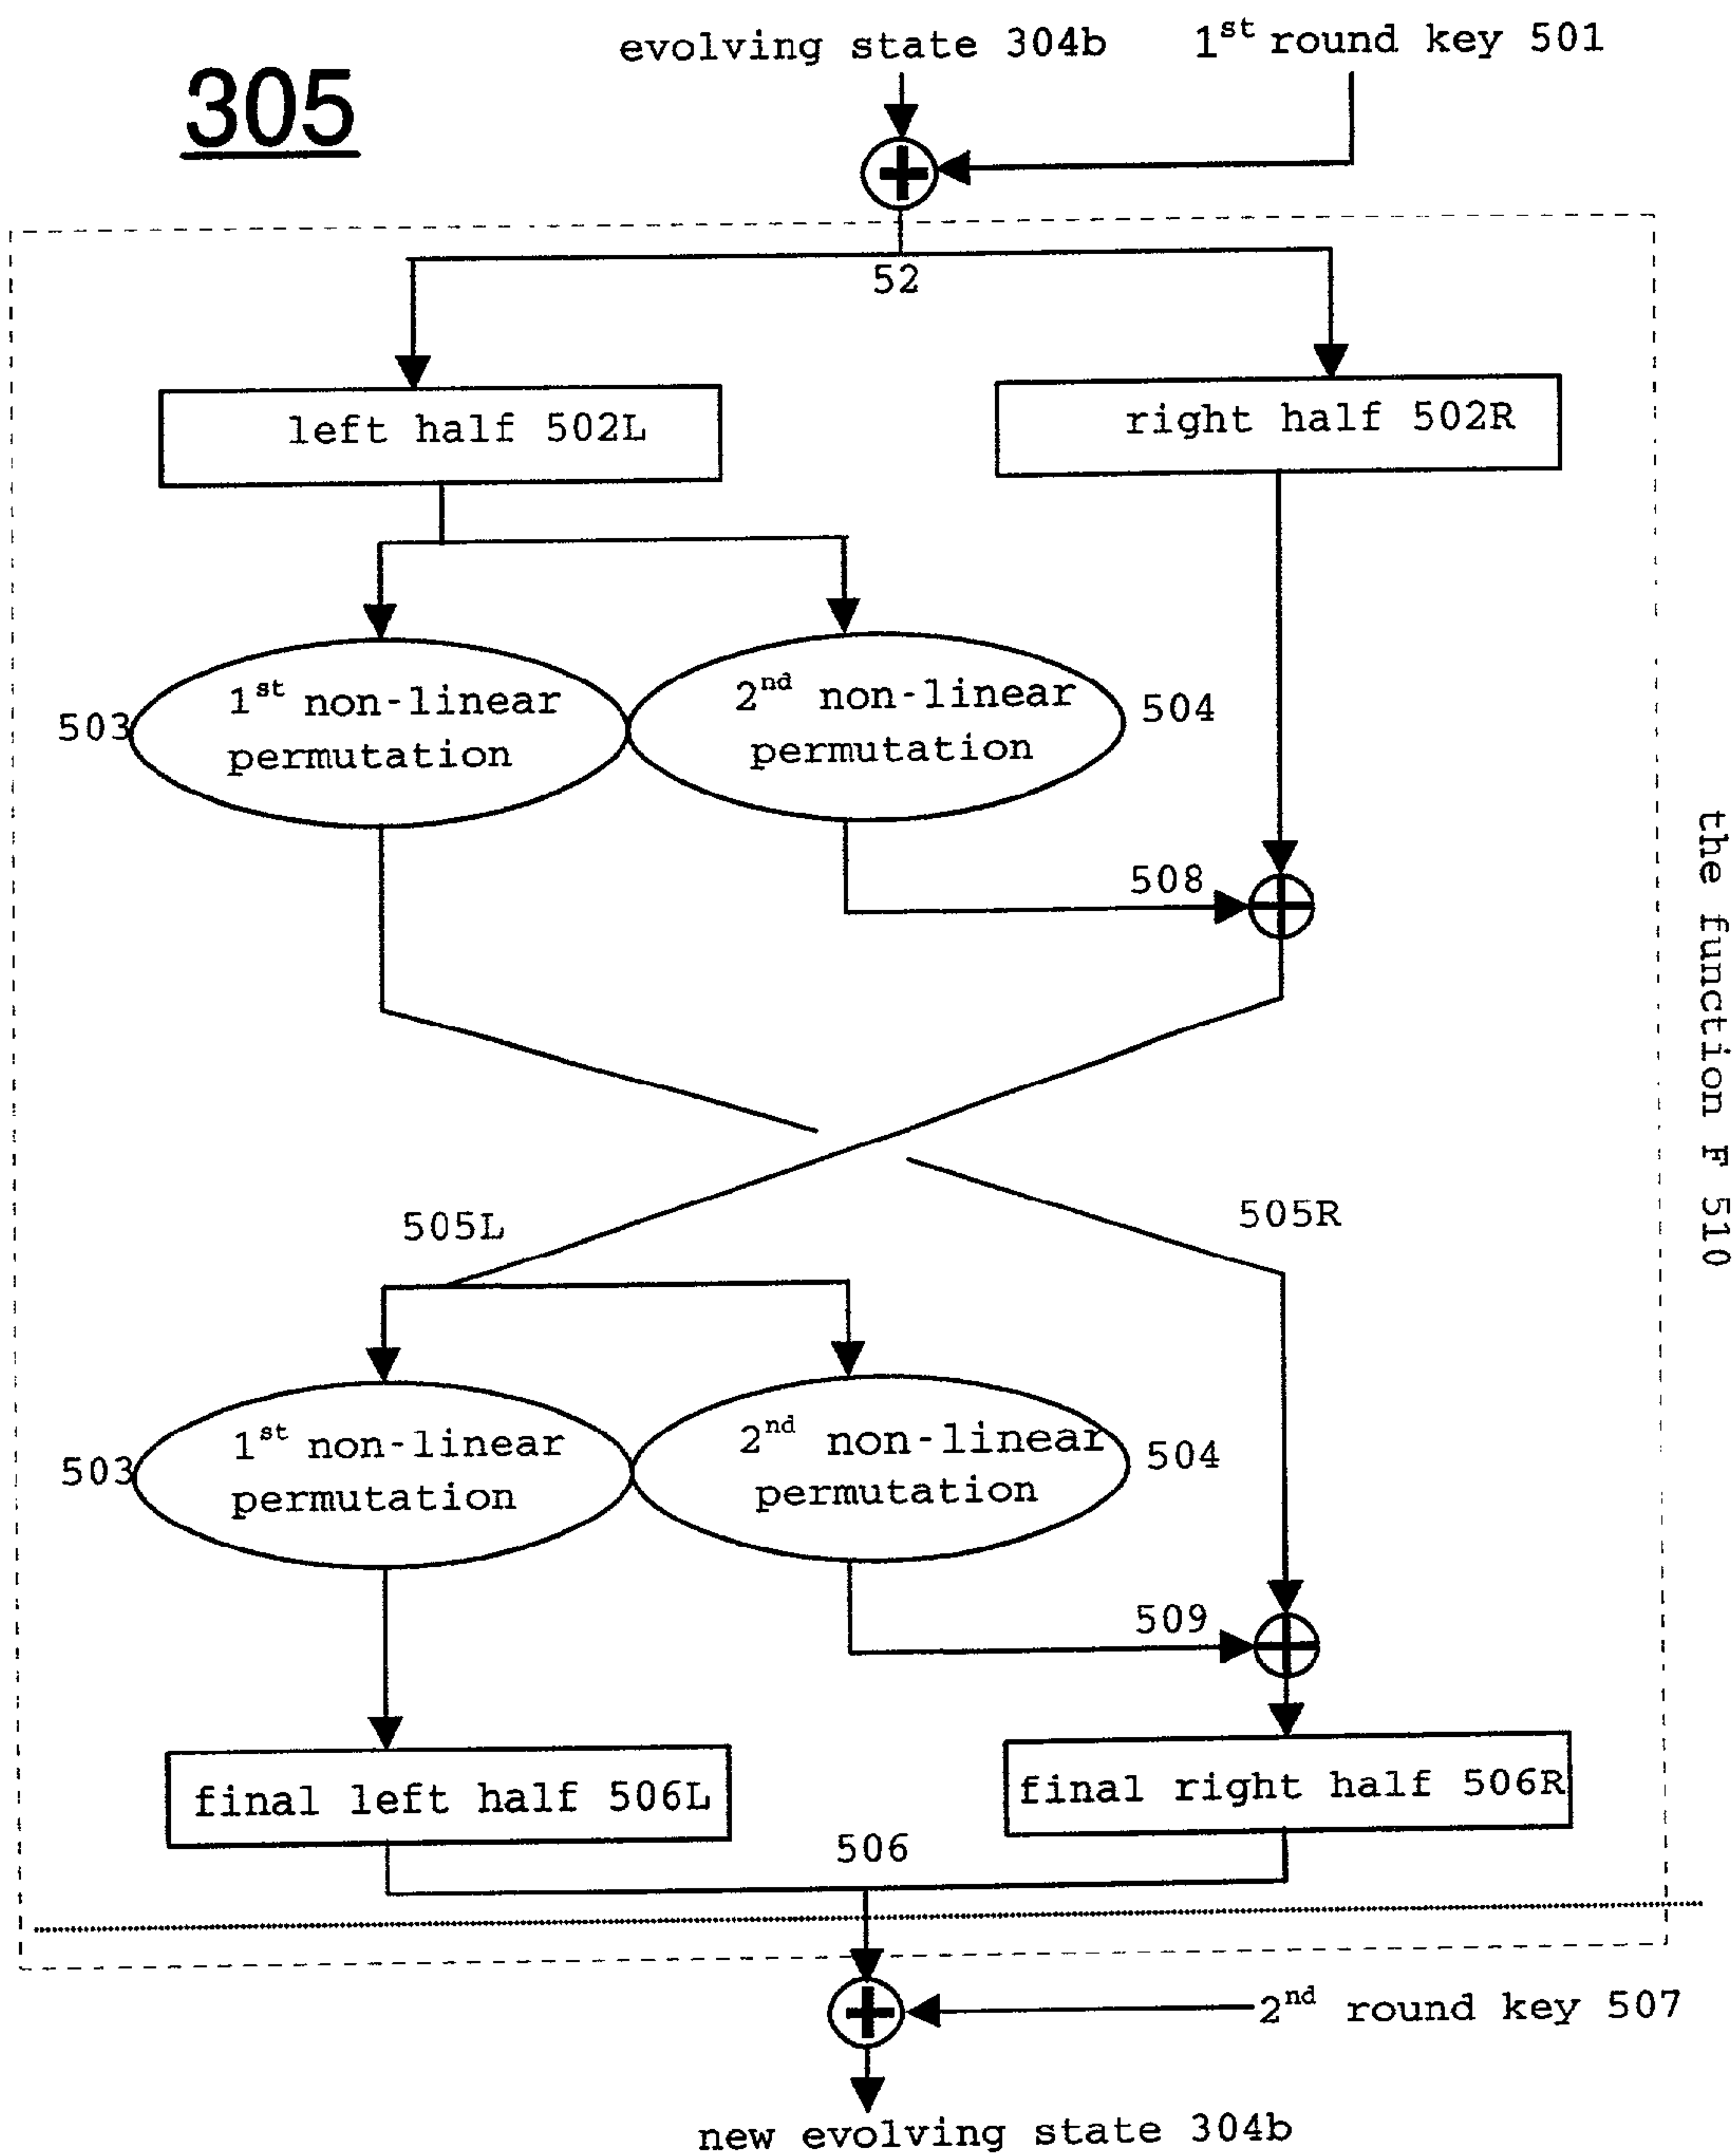 305
evolving state 304b
1st round key 501
52
left half 502L
right half 502R
503
1st non-linear
permutation
2nd non-linear
permutation
504
508
the function F 510
505L
505R
503
1st non-linear
permutation
2nd non-linear
permutation
504
509
final left half 506L
final right half 506R
506
2nd round key 507
new evolving state 304b